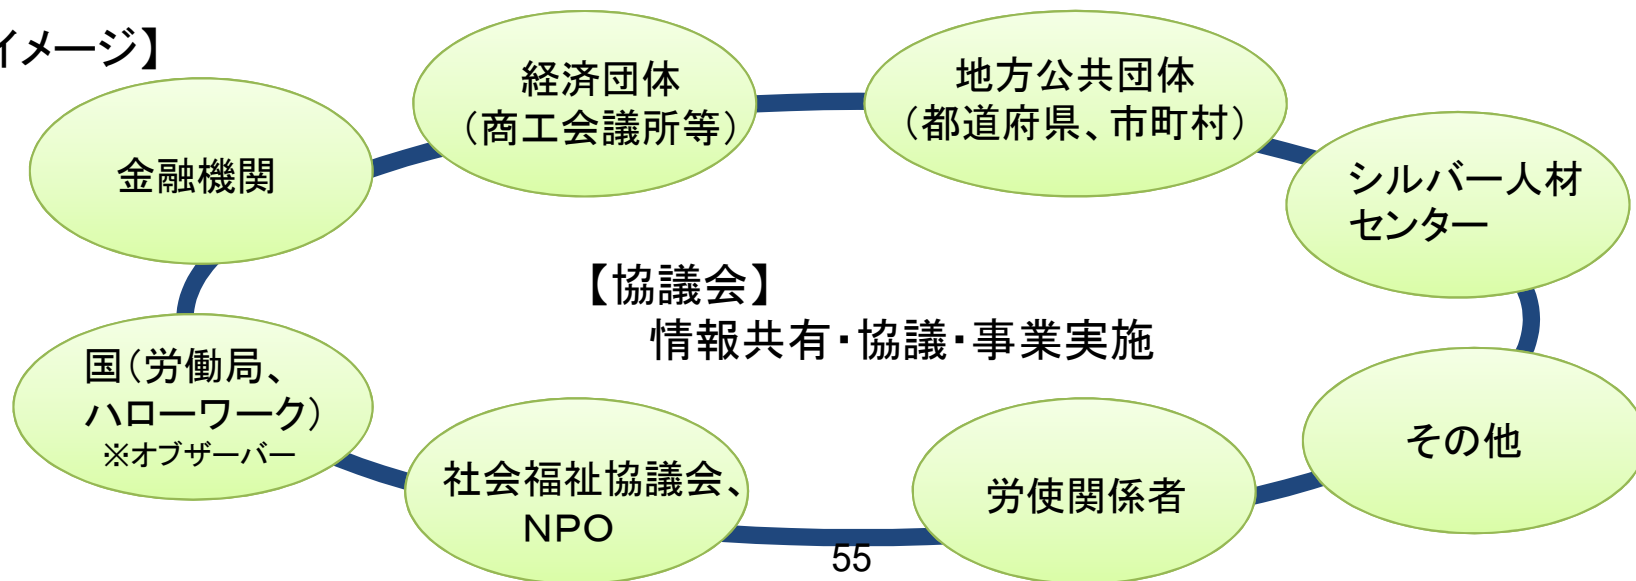 イメージ】
経済団体
（商工会議所等）
地方公共団体
（都道府県、市町村）
金融機関
シルバー人材
センター
【協議会】
情報共有・協議・事業実施
国（労働局、
ハローワーク）
※オブザーバー
社会福祉協議会、
NPO
労使関係者
その他
55